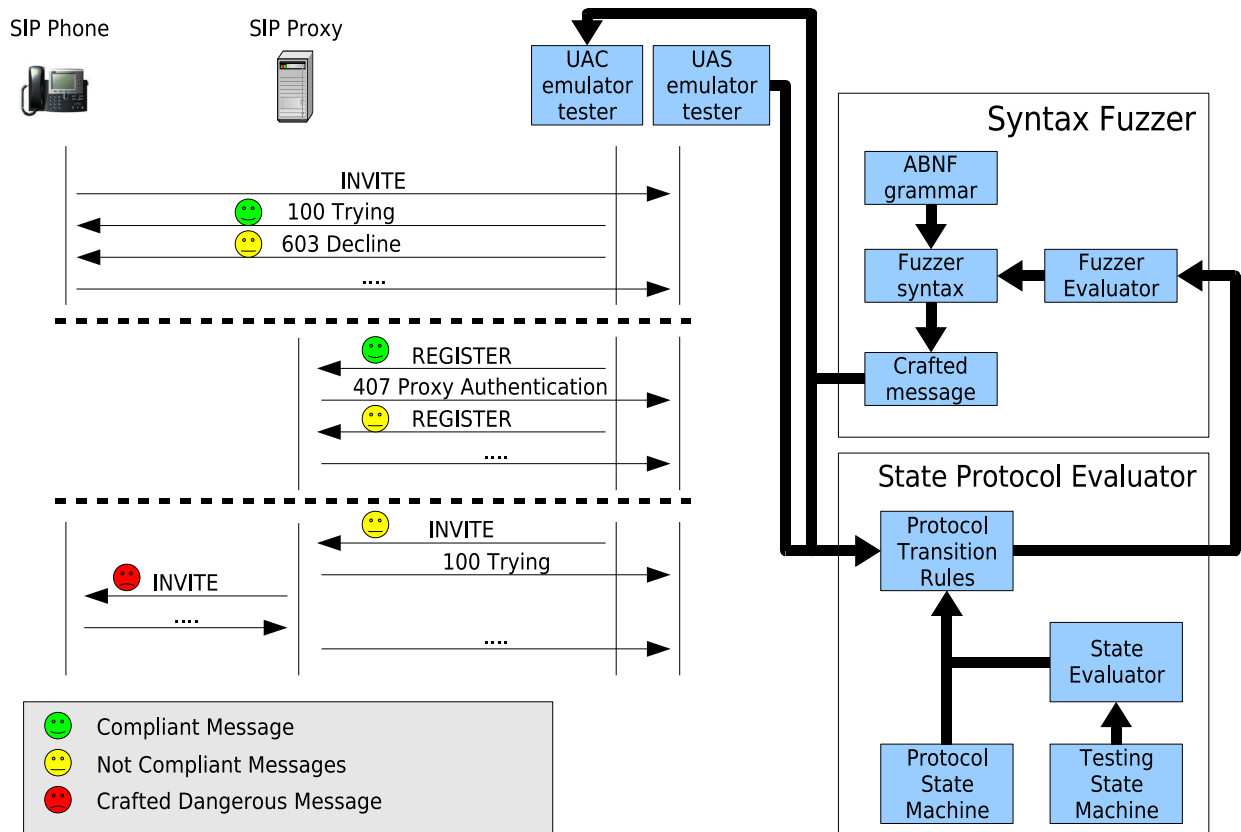 SIP Phone
SIP Proxy
UAC
emulator
tester
UAS
emulator
tester
INVITE
100 Trying
603 Decline
....
REGISTER
407 Proxy Authentication
REGISTER
....
INVITE
100 Trying
INVITE
....
....
Compliant Message
Not Compliant Messages
Crafted Dangerous Message
Syntax Fuzzer
ABNF
grammar
Fuzzer
syntax
Fuzzer
Evaluator
Crafted
message
State Protocol Evaluator
Protocol
Transition
Rules
State
Evaluator
Protocol
State
Machine
Testing
State
Machine